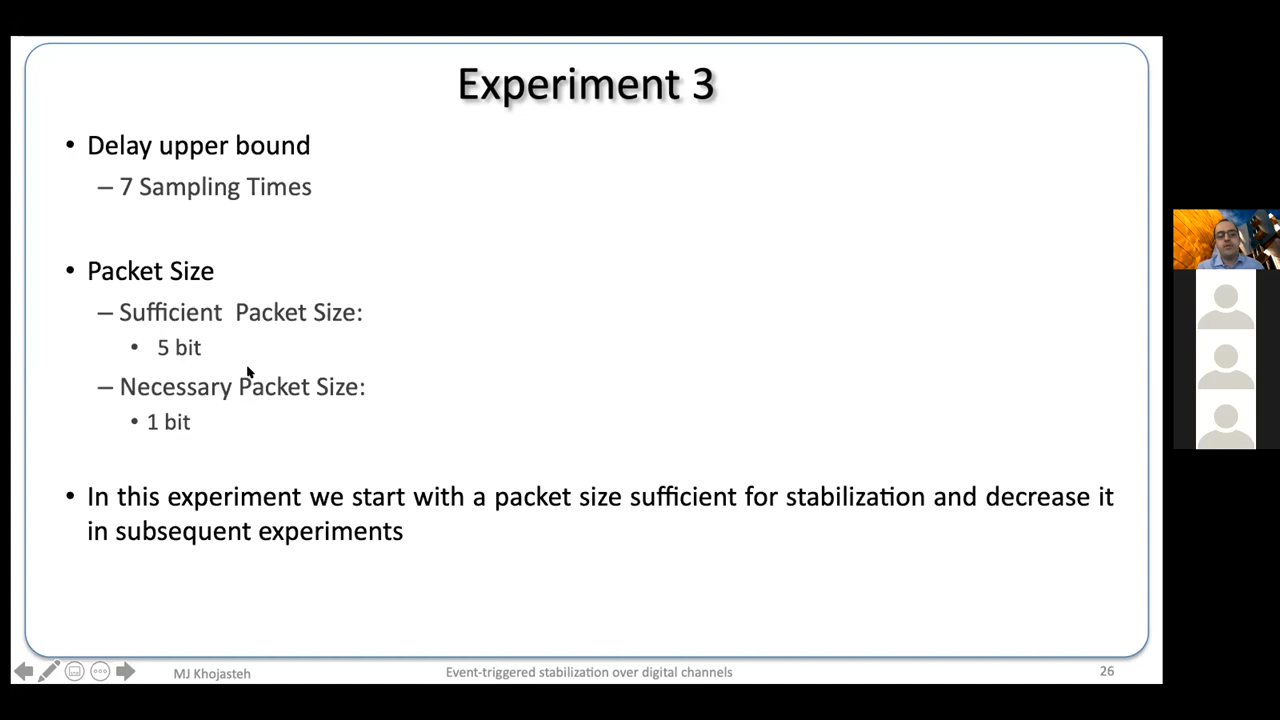 Experiment 3
• Delay upper bound
– 7 Sampling Times
• Packet Size
– Sufficient Packet Size:
• 5 bit
– Necessary Packet Size:
• 1 bit
• In this experiment we start with a packet size sufficient for stabilization and decrease it
in subsequent experiments
MJ Khojasteh
Event-triggered stabilization over digital channels
26